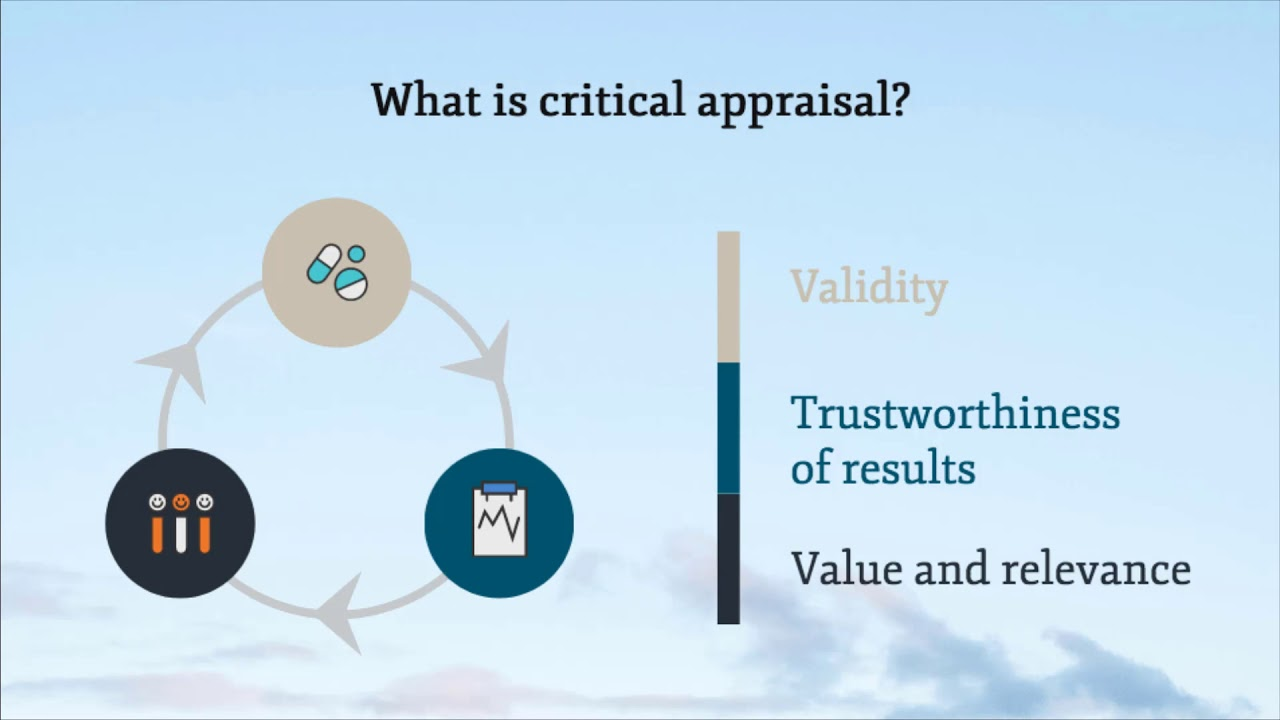 What is critical appraisal?
Validity
Trustworthiness
of results
Value and relevance